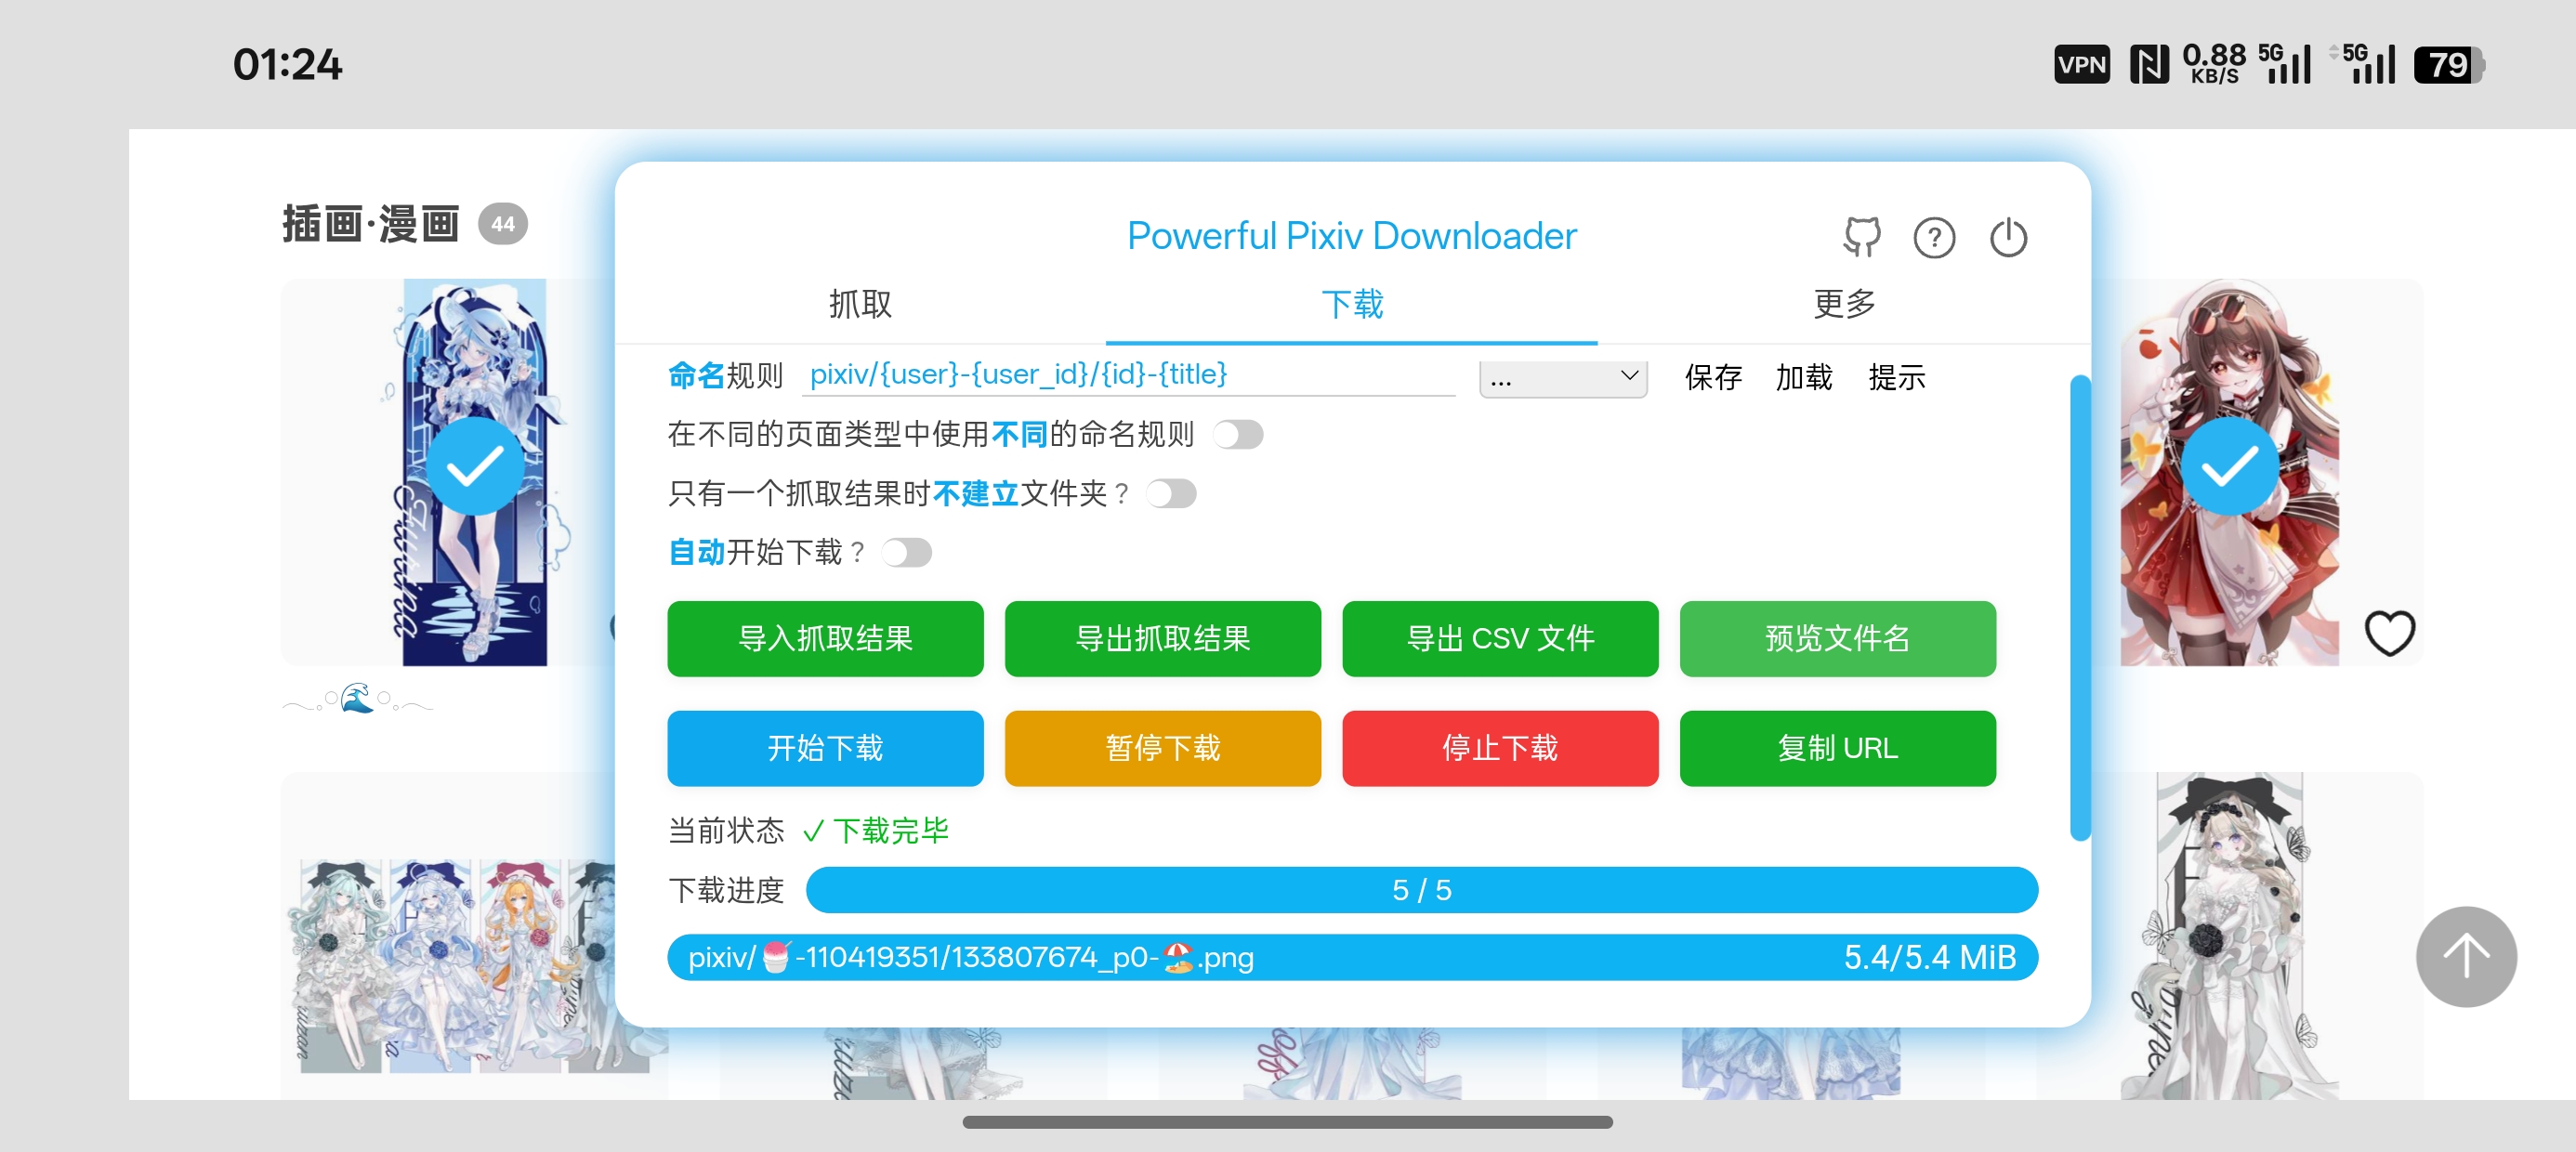 01:24
VPN
0.88 KB/S
5G
5G
79
插画·漫画 44
Powerful Pixiv Downloader
抓取 下载 更多
命名规则 pixiv/{user}-{user_id}/{id}-{title} ... 保存 加载 提示
在不同的页面类型中使用不同的命名规则
只有一个抓取结果时不建立文件夹 ?
自动开始下载 ?
导入抓取结果 导出抓取结果 导出 CSV 文件 预览文件名
开始下载 暂停下载 停止下载 复制 URL
当前状态 ✓ 下载完毕
下载进度 5 / 5
pixiv/🍧-110419351/133807674_p0-🏖️.png 5.4/5.4 MiB